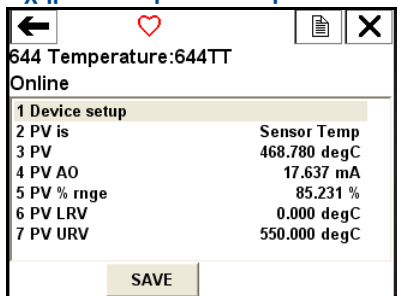 644 Temperature:644TT
Online
1 Device setup
2 PV is Sensor Temp
3 PV 468.780 degC
4 PV AO 17.637 mA
5 PV % rnge 85.231 %
6 PV LRV 0.000 degC
7 PV URV 550.000 degC
SAVE